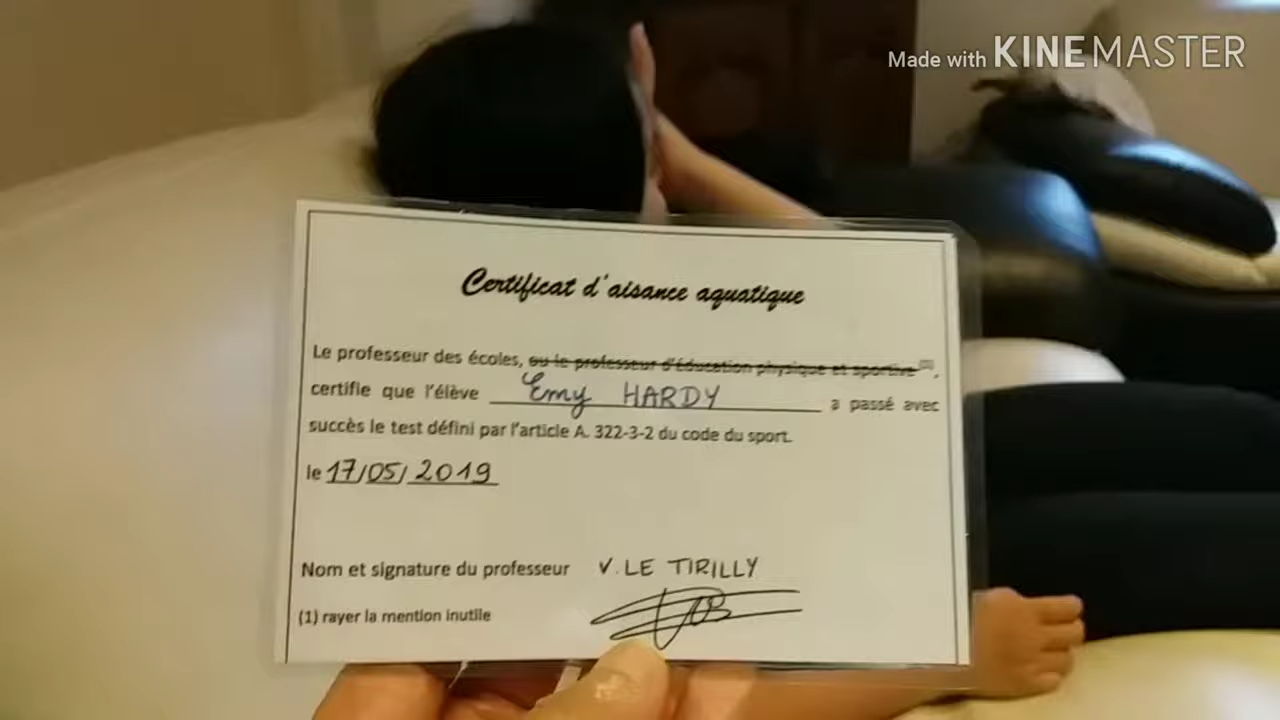 Made with KINEMASTER
Certificat d'aisance aquatique
Le professeur des écoles, ou le professeur d'éducation physique et sportive (1),
certifie que l'élève Emy HARDY a passé avec
succès le test défini par l'article A. 322-3-2 du code du sport.
le 17/05/2019
Nom et signature du professeur V. LE TIRILLY
(1) rayer la mention inutile